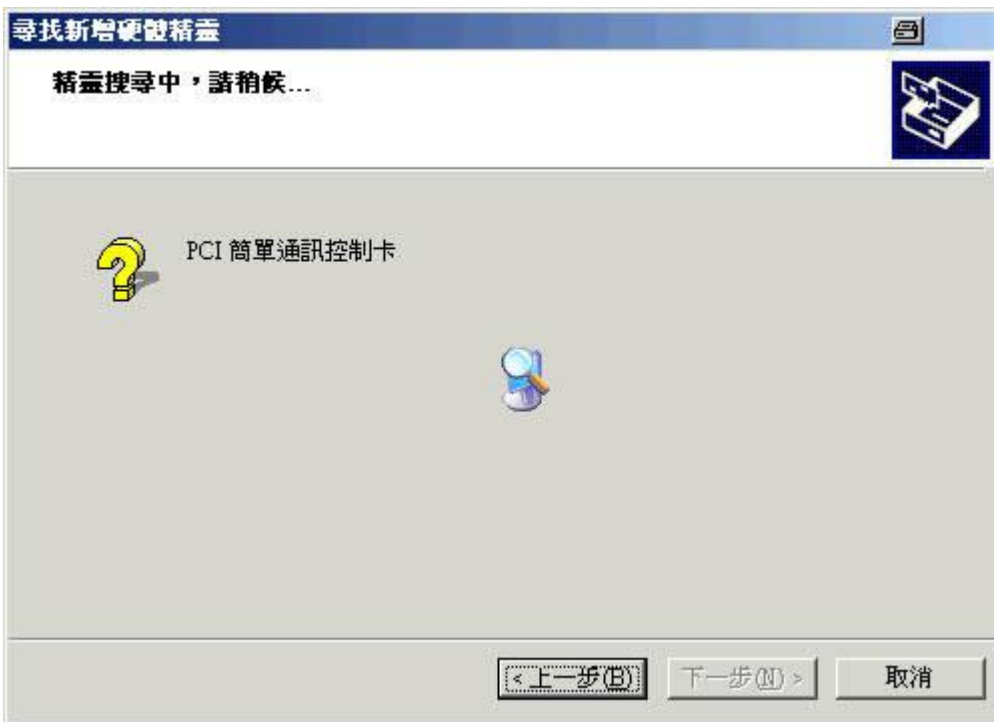 尋找新增硬體精靈
精靈搜尋中，請稍候...
PCI 簡單通訊控制卡
< 上一步(B)
下一步(N) >
取消